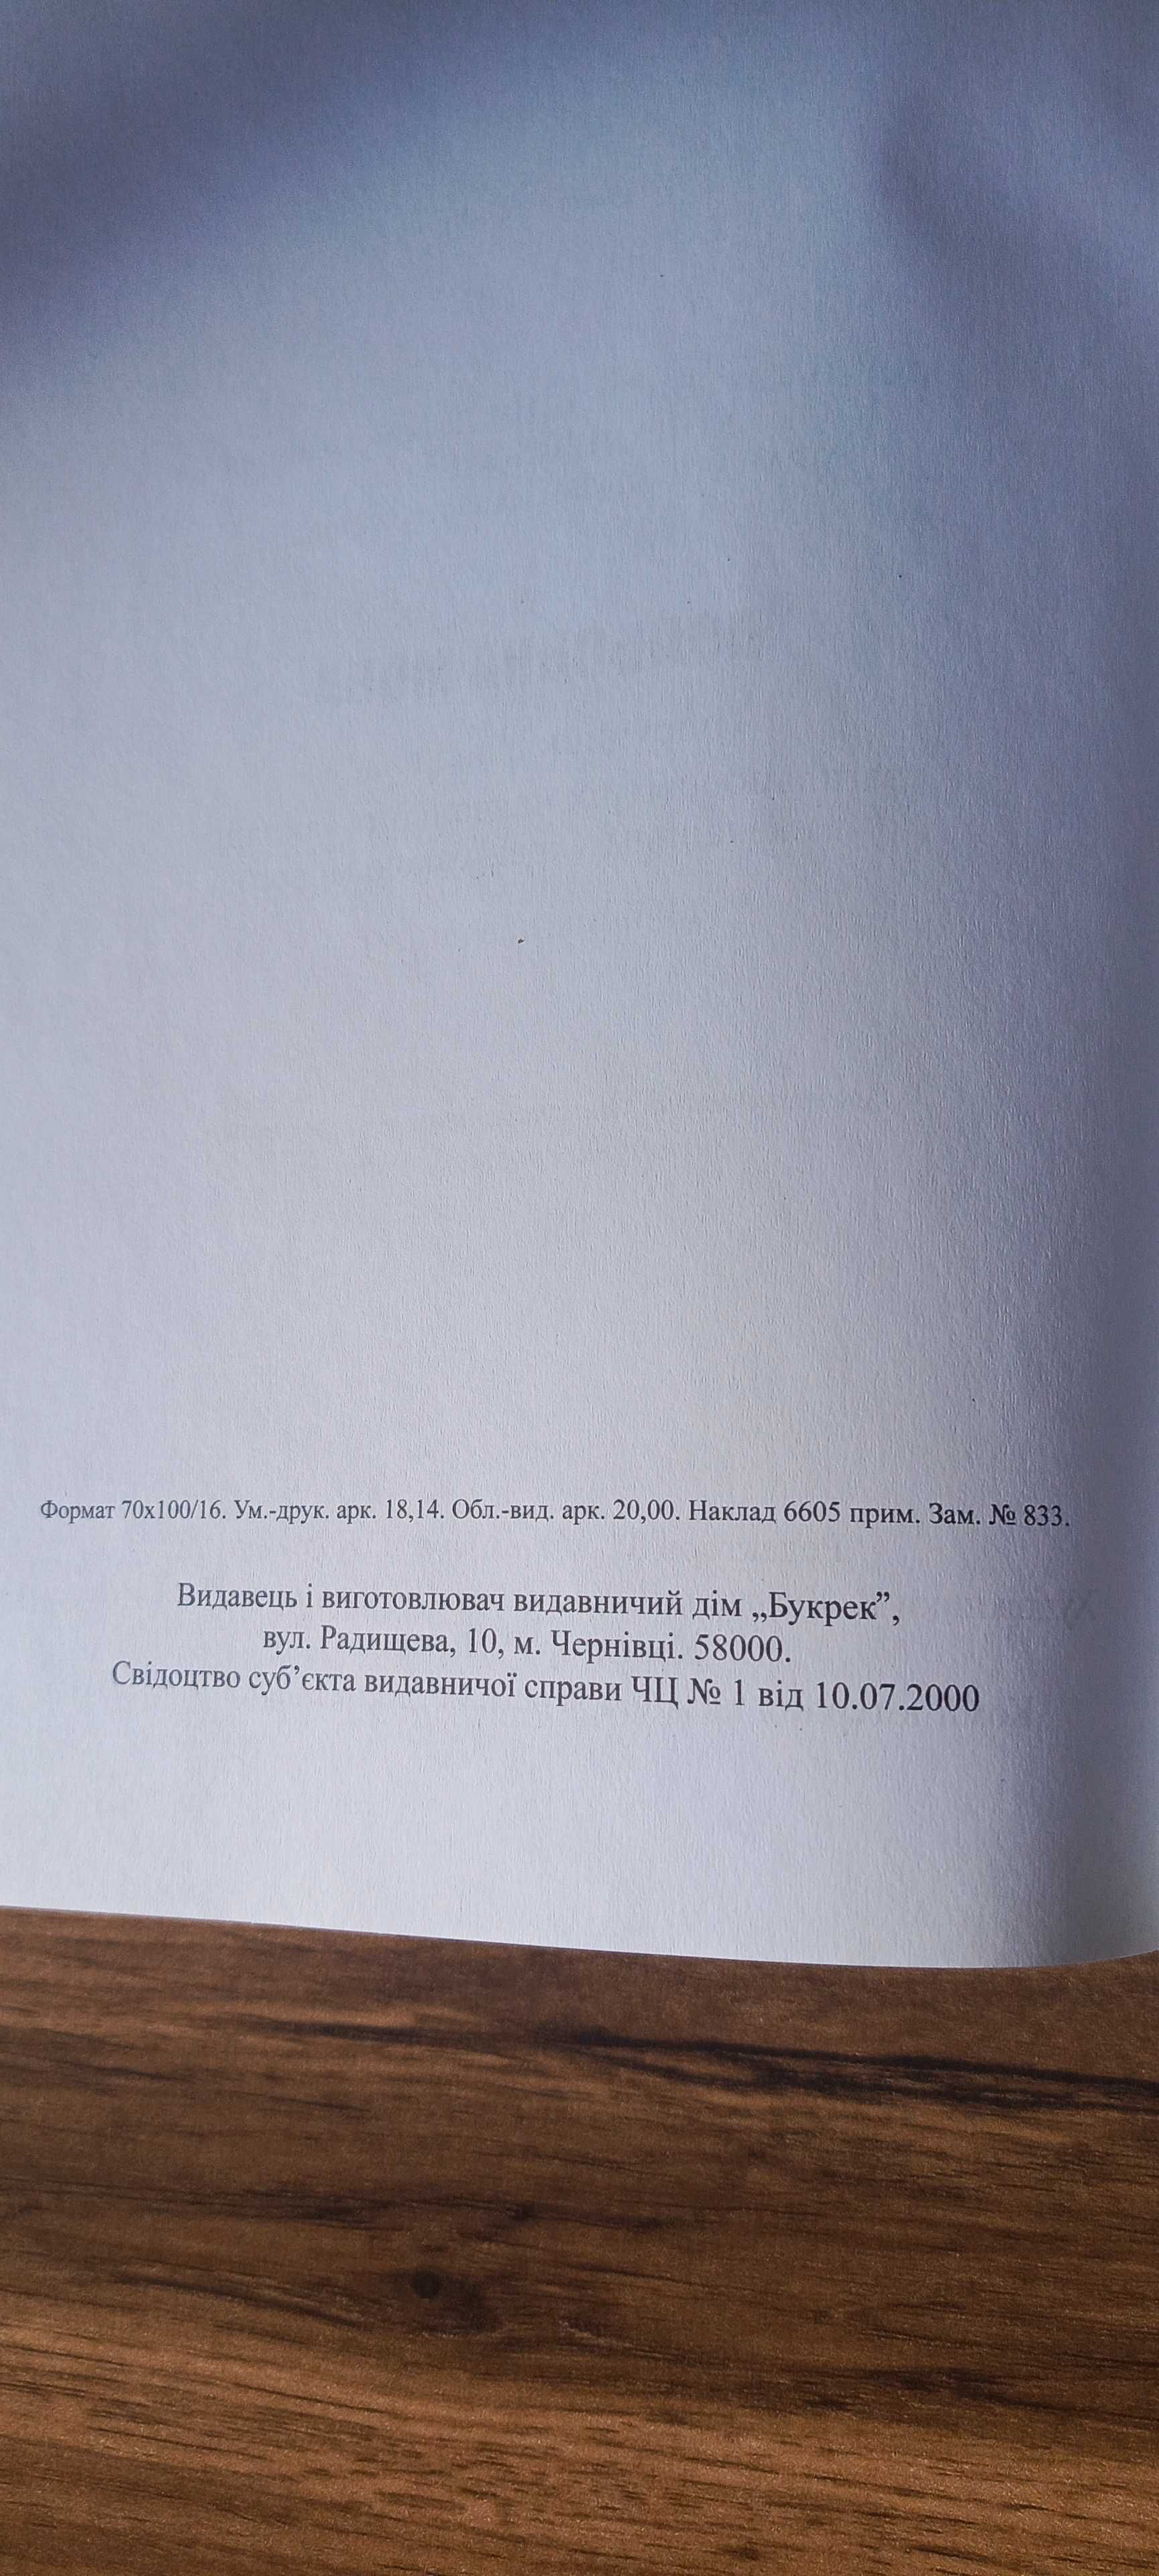 Формат 70х100/16. Ум.-друк. арк. 18,14. Обл.-вид. арк. 20,00. Наклад 6605 прим. Зам. № 833.
Видавець і виготовлювач видавничий дім „Букрек”,
вул. Радищева, 10, м. Чернівці. 58000.
Свідоцтво суб’єкта видавничої справи ЧЦ № 1 від 10.07.2000